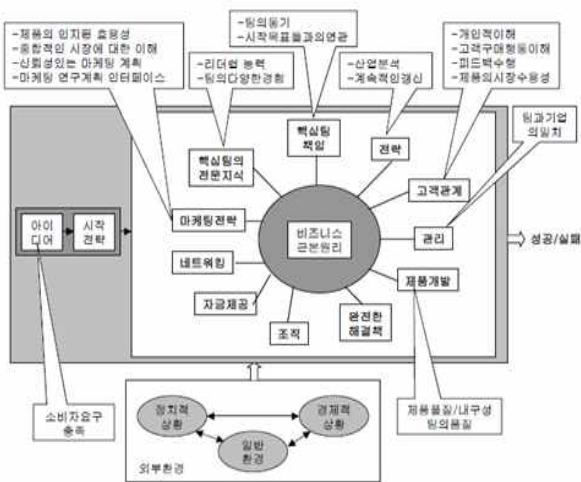 -제품의 인지된 효용성
-종합적인 시장에 대한 이해
-신뢰성있는 마케팅 계획
-마케팅 연구계획 인터페이스
-팀의동기
-시작목표들과의연관
-리더쉽 능력
-팀의다양한경험
-산업분석
-계속적인갱신
-개인적이해
-고객구매행동이해
-피드백수행
-제품의시장수용성
팀과기업
의일치
핵심팀
책임
전략
핵심팀의
전문지식
고객관계
마케팅전략
비즈니스
근본원리
관리
네트워킹
제품개발
자금제공
조직
완전한
해결책
아이
디어
시작
전략
성공/실패
소비자요구
충족
제품품질/내구성
팀의품질
정치적
상황
경제적
상황
일반
환경
외부환경